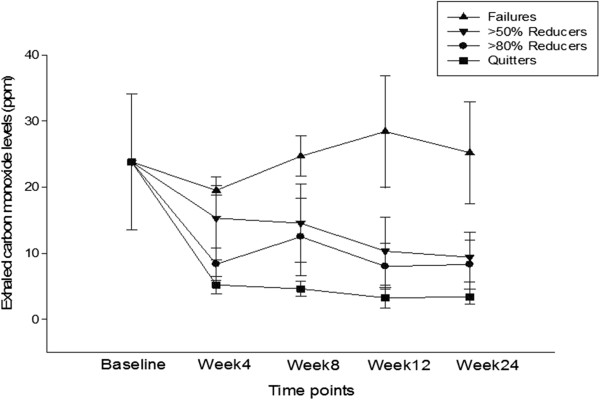 Failures
>50% Reducers
>80% Reducers
Quitters
Exhaled carbon monoxide levels (ppm)
40
30
20
10
0
Baseline Week4 Week8 Week12 Week24
Time points